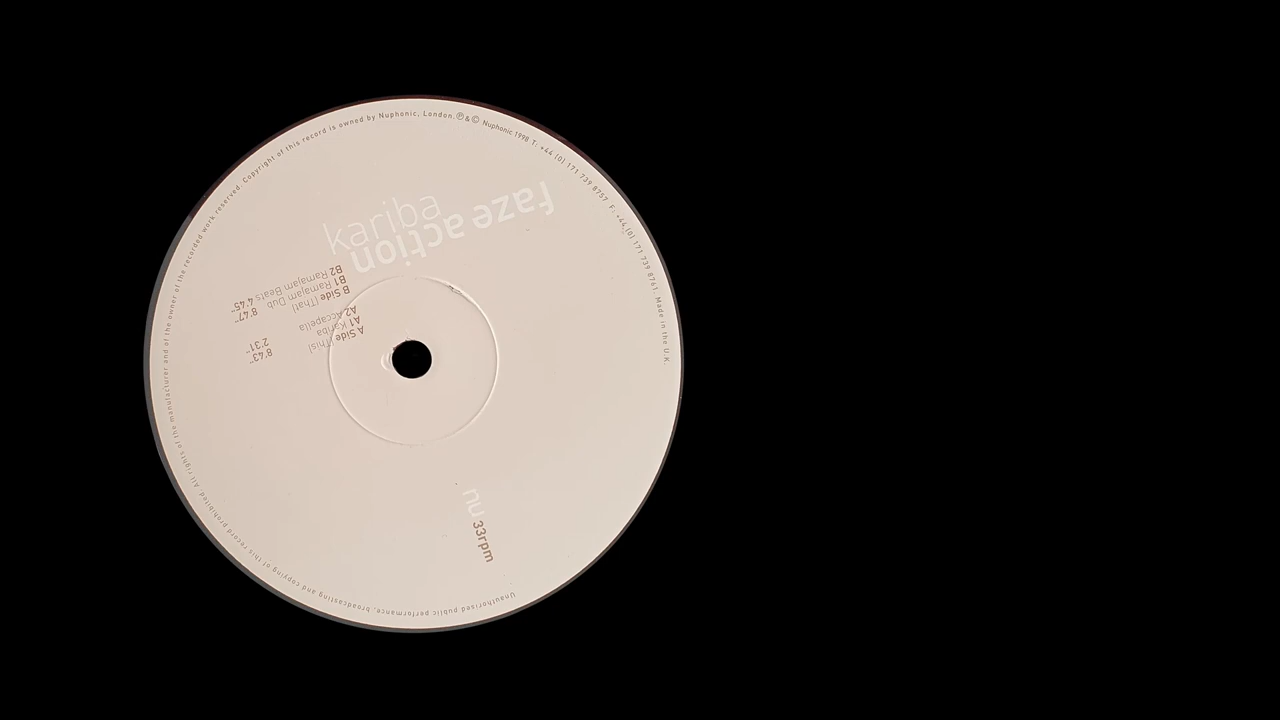 kariba
faze action
A Side (This)
A1 Kariba 8'43"
A2 Accapella 2'31"
B Side (That)
B1 Ramajam Dub 8'47"
B2 Ramajam Beats 4'45"
nu 33rpm
Unauthorised public performance, broadcasting and copying of this record prohibited. All rights of the manufacturer and of the owner of the recorded work reserved. Copyright of this record is owned by Nuphonic, London. ℗&© Nuphonic 1998 T: +44 (0) 171 739 8757 F: +44 (0) 171 739 8761. Made in the U.K.